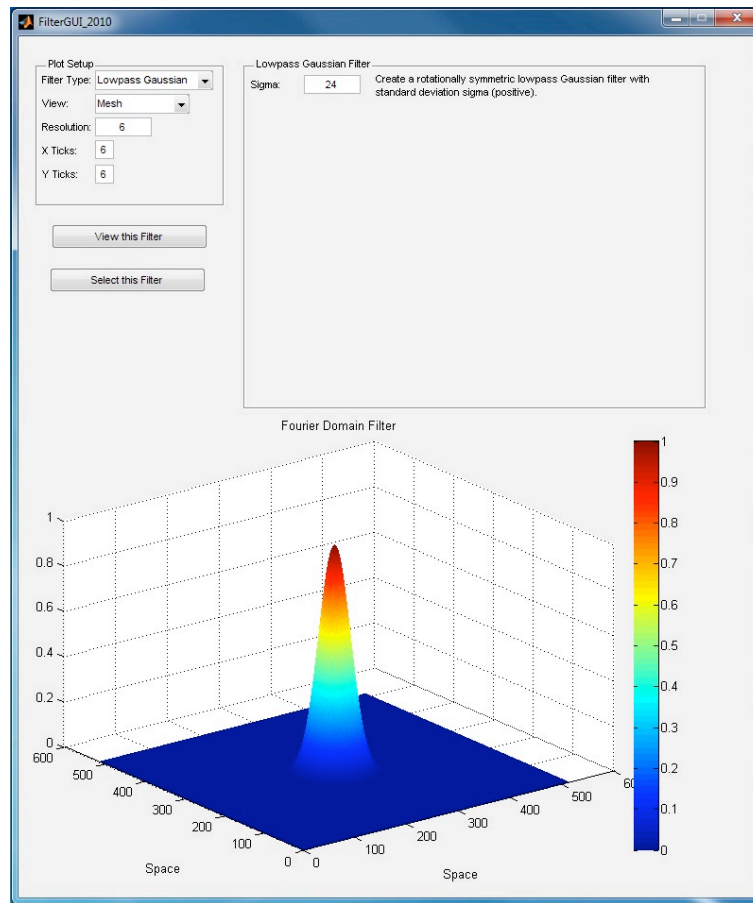 FilterGUI_2010
Plot Setup
Filter Type: Lowpass Gaussian
View: Mesh
Resolution: 6
X Ticks: 6
Y Ticks: 6
View this Filter
Select this Filter
Lowpass Gaussian Filter
Sigma: 24
Create a rotationally symmetric lowpass Gaussian filter with
standard deviation sigma (positive).
Fourier Domain Filter
1
0.8
0.6
0.4
0.2
0
600
500
400
300
200
100
0
Space
0
100
200
300
400
500
Space
1
0.9
0.8
0.7
0.6
0.5
0.4
0.3
0.2
0.1
0